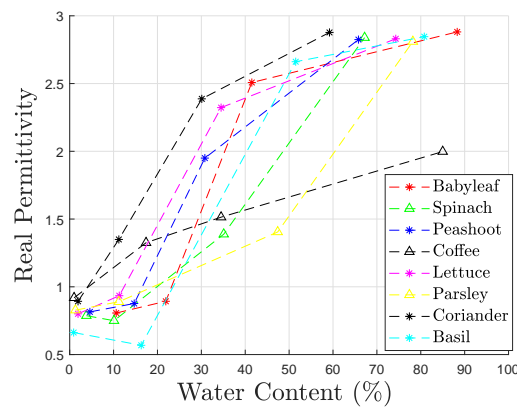 3
2.5
2
1.5
1
0.5
Real Permittivity
0
10
20
30
40
50
60
70
80
90
100
Water Content (%)
Babyleaf
Spinach
Peashoot
Coffee
Lettuce
Parsley
Coriander
Basil